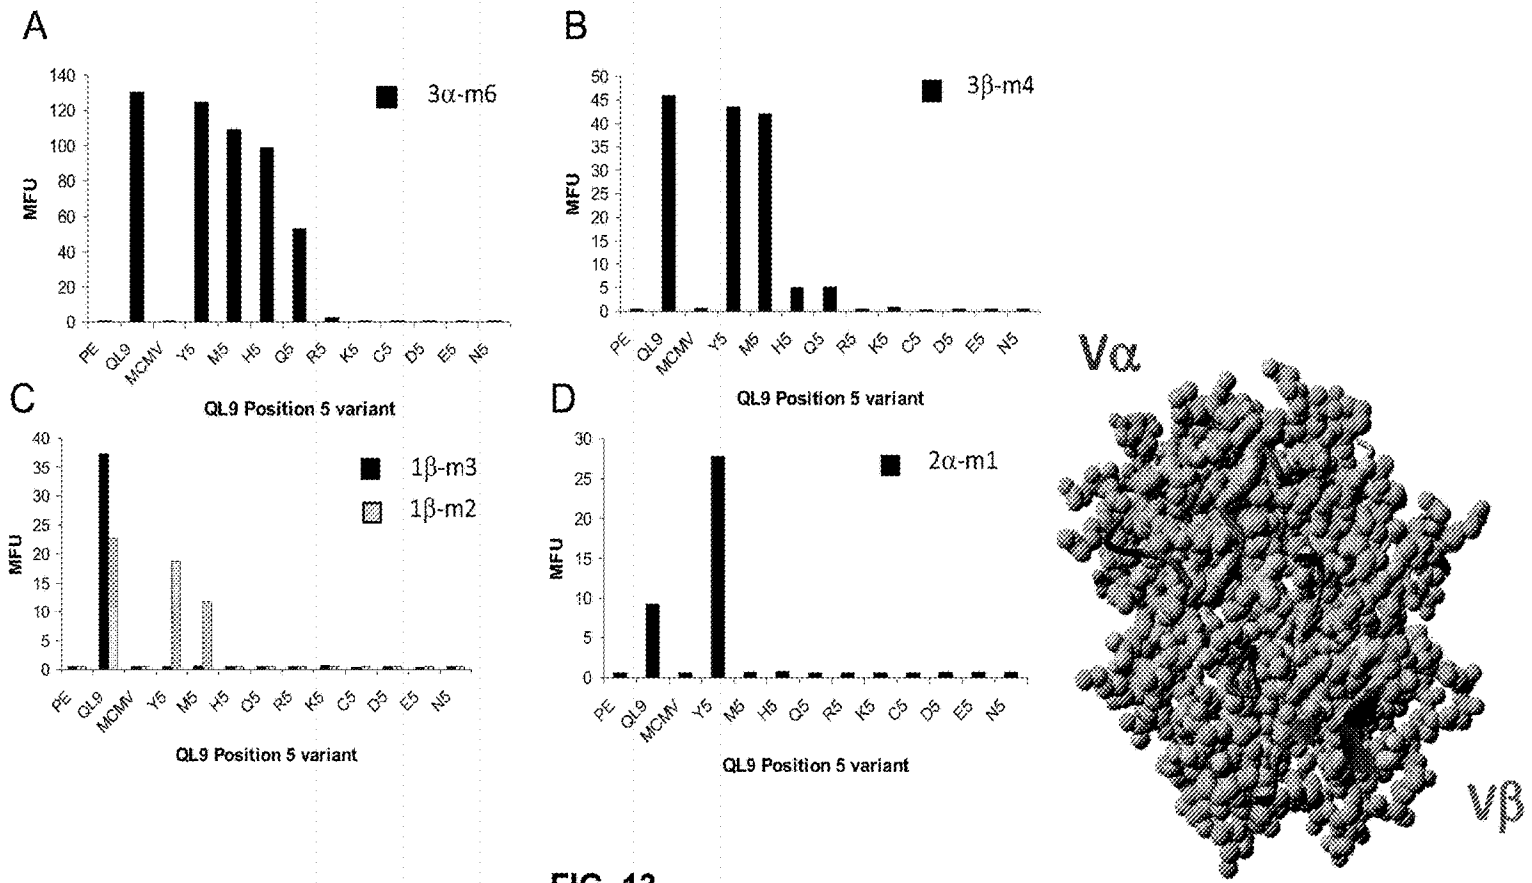 A
140
120
100
80
60
40
20
0
MFU
3α-m6
PE QL9 MCMV Y5 M5 H5 Q5 R5 K5 C5 D5 E5 N5
QL9 Position 5 variant
B
50
45
40
35
30
25
20
15
10
5
0
MFU
3β-m4
PE QL9 MCMV Y5 M5 H5 Q5 R5 K5 C5 D5 E5 N5
QL9 Position 5 variant
C
40
35
30
25
20
15
10
5
0
MFU
1β-m3
1β-m2
PE QL9 MCMV Y5 M5 H5 Q5 R5 K5 C5 D5 E5 N5
QL9 Position 5 variant
D
30
25
20
15
10
5
0
MFU
2α-m1
PE QL9 MCMV Y5 M5 H5 Q5 R5 K5 C5 D5 E5 N5
QL9 Position 5 variant
Vα
Vβ